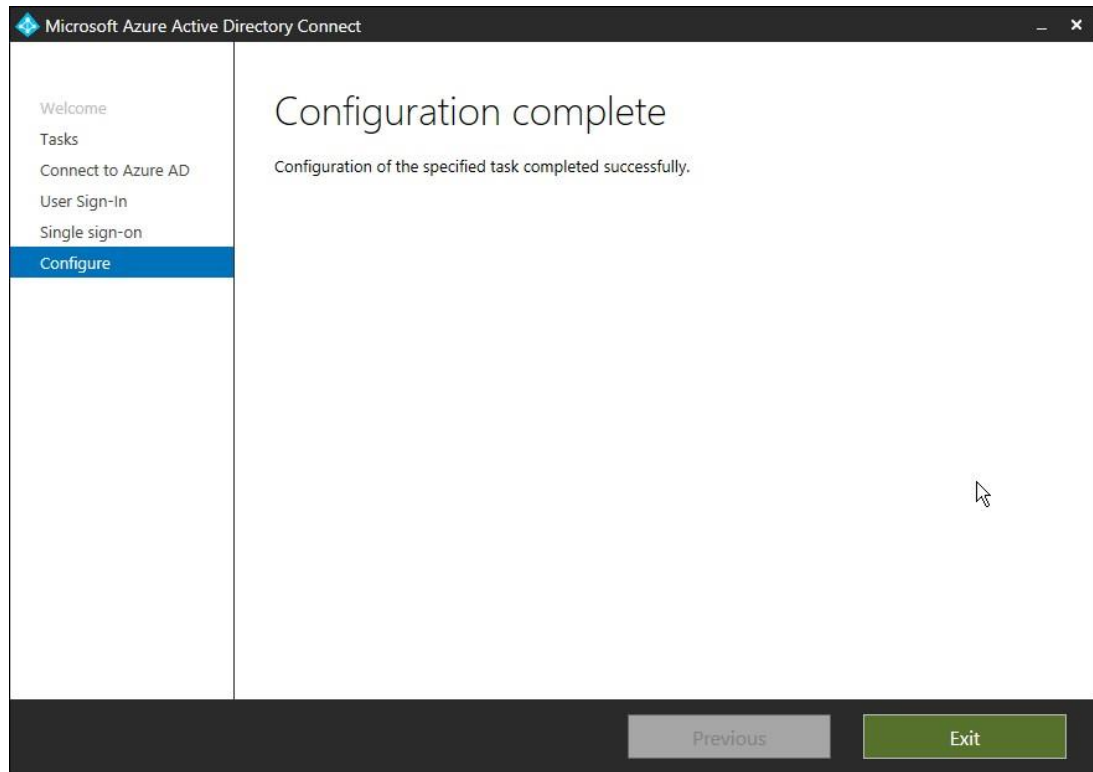 Microsoft Azure Active Directory Connect
Welcome
Tasks
Connect to Azure AD
User Sign-In
Single sign-on
Configure
Configuration complete
Configuration of the specified task completed successfully.
Previous
Exit